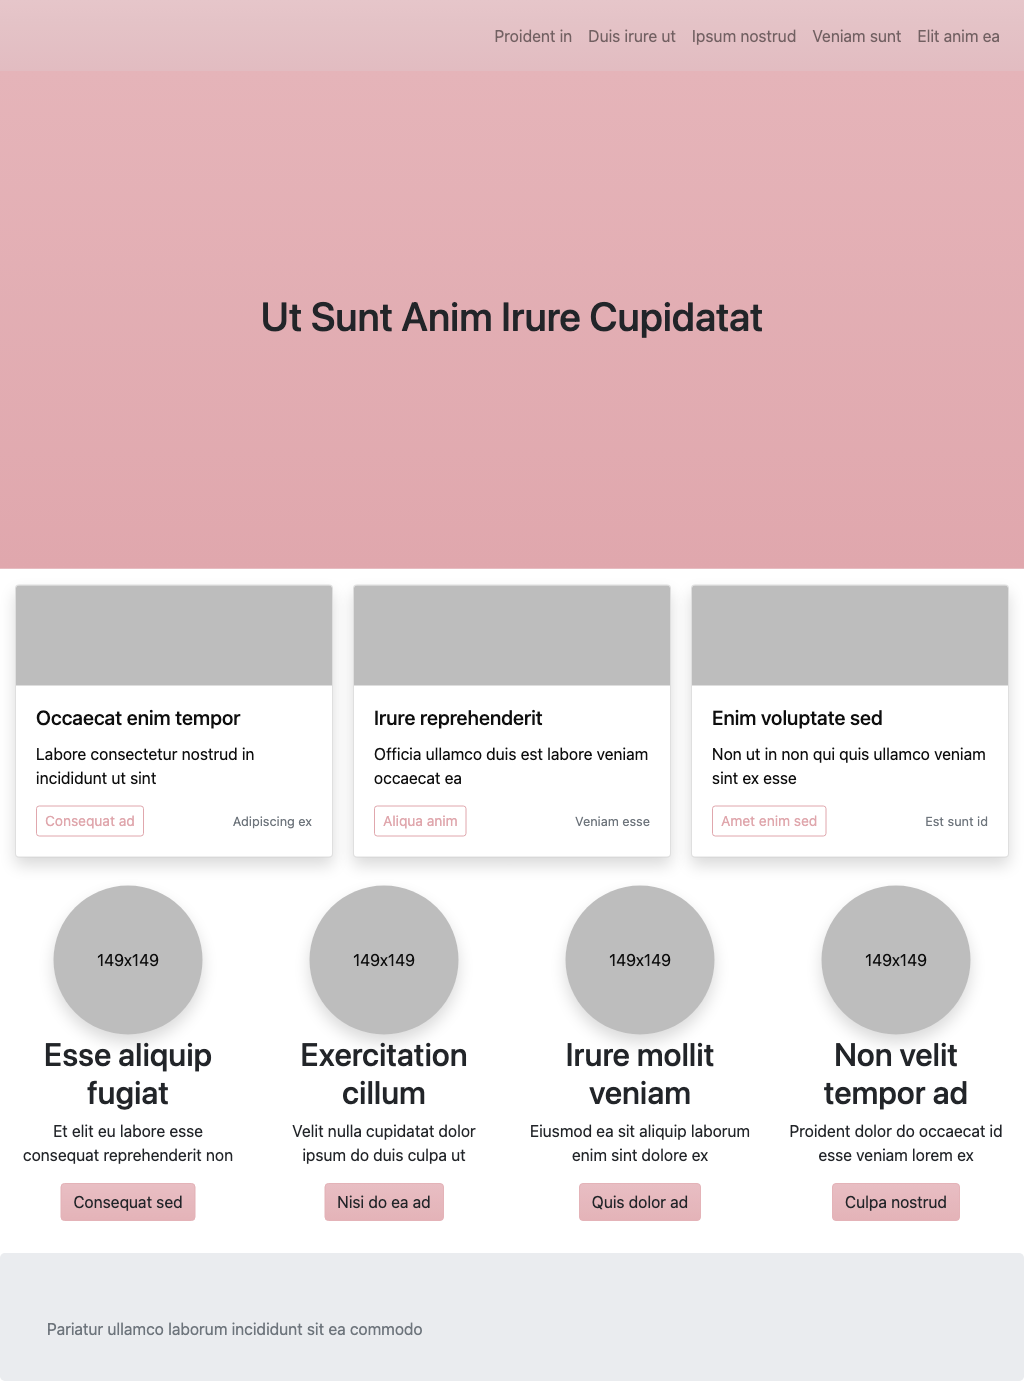 Proident in Duis irure ut Ipsum nostrud Veniam sunt Elit anim ea
Ut Sunt Anim Irure Cupidatat
Occaecat enim tempor
Labore consectetur nostrud in
incididunt ut sint
Consequat ad Adipiscing ex
Irure reprehenderit
Officia ullamco duis est labore veniam
occaecat ea
Aliqua anim Veniam esse
Enim voluptate sed
Non ut in non qui quis ullamco veniam
sint ex esse
Amet enim sed Est sunt id
149x149
Esse aliquip
fugiat
Et elit eu labore esse
consequat reprehenderit non
Consequat sed
149x149
Exercitation
cillum
Velit nulla cupidatat dolor
ipsum do duis culpa ut
Nisi do ea ad
149x149
Irure mollit
veniam
Eiusmod ea sit aliquip laborum
enim sint dolore ex
Quis dolor ad
149x149
Non velit
tempor ad
Proident dolor do occaecat id
esse veniam lorem ex
Culpa nostrud
Pariatur ullamco laborum incididunt sit ea commodo